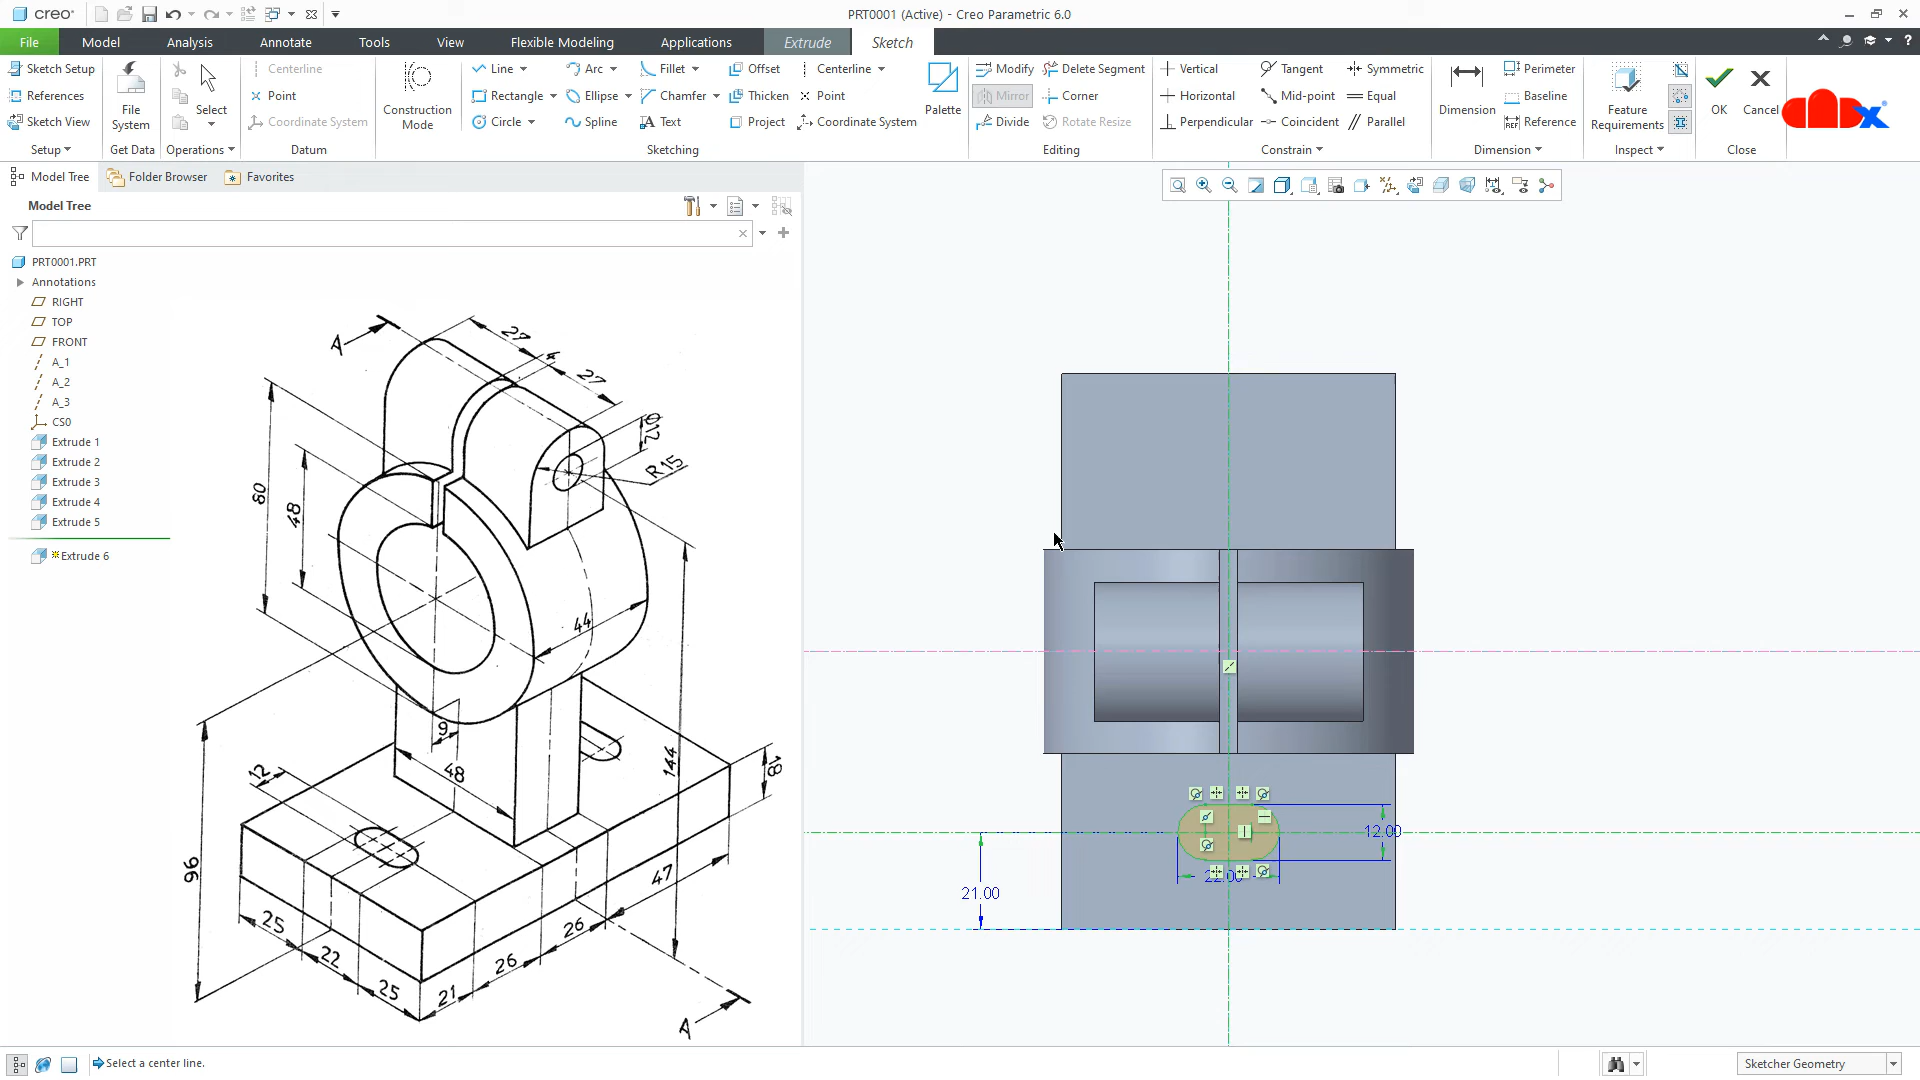 creo°
PRT0001 (Active) - Creo Parametric 6.0
File Model Analysis Annotate Tools View Flexible Modeling Applications Extrude Sketch
Sketch Setup
References
Sketch View
Setup
File System
Get Data
Select
Operations
Centerline
Point
Coordinate System
Datum
Construction Mode
Line
Rectangle
Circle
Arc
Ellipse
Spline
Fillet
Chamfer
Text
Offset
Thicken
Project
Centerline
Point
Coordinate System
Palette
Sketching
Modify
Mirror
Divide
Delete Segment
Corner
Rotate Resize
Editing
Vertical
Horizontal
Perpendicular
Tangent
Mid-point
Coincident
Symmetric
Equal
Parallel
Constrain
Dimension
Perimeter
Baseline
REF Reference
Dimension
Feature Requirements
Inspect
OK
Cancel
Close
x
Model Tree Folder Browser Favorites
Model Tree
PRT0001.PRT
Annotations
RIGHT
TOP
FRONT
A_1
A_2
A_3
CS0
Extrude 1
Extrude 2
Extrude 3
Extrude 4
Extrude 5
Extrude 6
A
27
4
27
Ø12
R15
80
48
44
9
48
144
18
12
96
47
25
22
25
21
26
26
A
12.00
22.00
21.00
Select a center line.
Sketcher Geometry